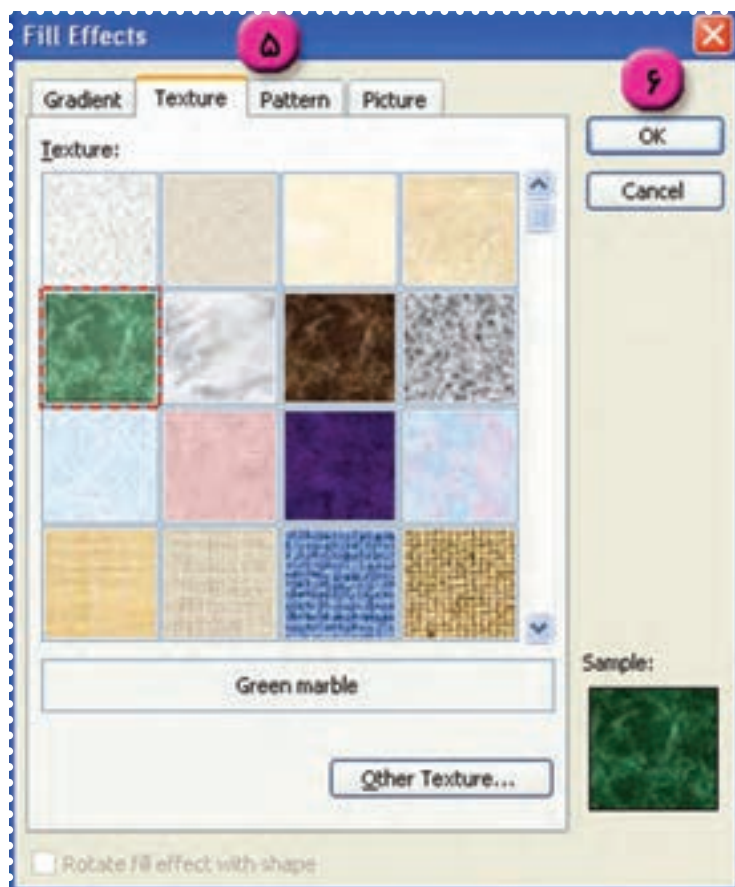 Fill Effects
۵
۶
Gradient Texture Pattern Picture
OK
Texture:
Cancel
Green marble
Sample:
Other Texture...
Rotate fill effect with shape